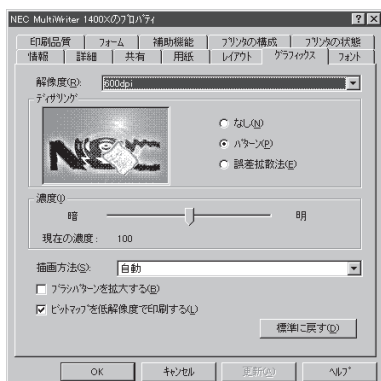 NEC MultiWriter 1400Xのプロパティ
印刷品質 フォーム 補助機能 プリンタの構成 プリンタの状態
情報 詳細 共有 用紙 レイアウト グラフィックス フォント
解像度(R): 600dpi
ディザリング
NEC
なし(N)
パターン(P)
誤差拡散法(E)
濃度(I)
暗 明
現在の濃度: 100
描画方法(S): 自動
ブラシパターンを拡大する(B)
ビットマップを低解像度で印刷する(L)
標準に戻す(D)
OK キャンセル 更新(A) ヘルプ